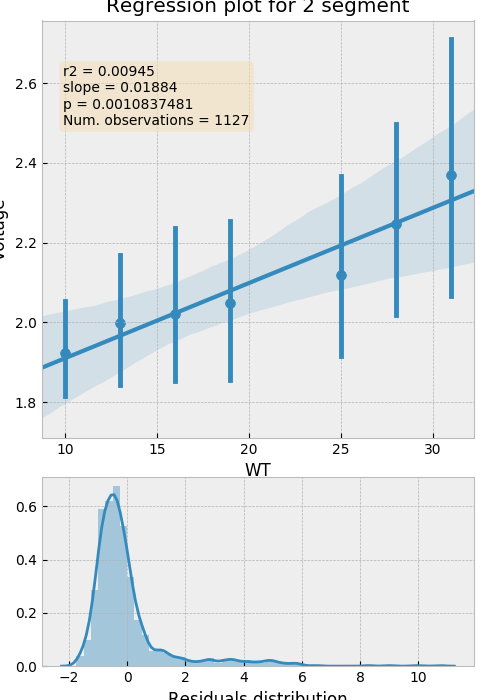 Regression plot for 2 segment
2.6
2.4
2.2
2.0
1.8
r2 = 0.00945
slope = 0.01884
p = 0.0010837481
Num. observations = 1127
Voltage
10 15 20 25 30
WT
0.6
0.4
0.2
0.0
−2 0 2 4 6 8 10
Residuals distribution